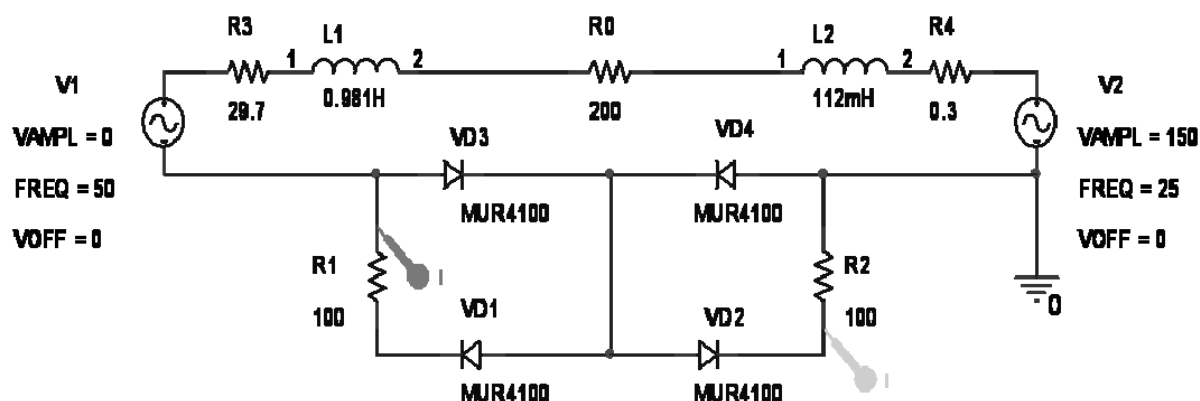 R3
L1
R0
L2
R4
1
2
1
2
V1
29.7
0.981H
200
112mH
0.3
V2
VAMPL = 0
VD3
VD4
VAMPL = 150
FREQ = 50
MUR4100
MUR4100
FREQ = 25
VOFF = 0
VOFF = 0
R1
I
R2
100
VD1
VD2
100
0
MUR4100
MUR4100
I